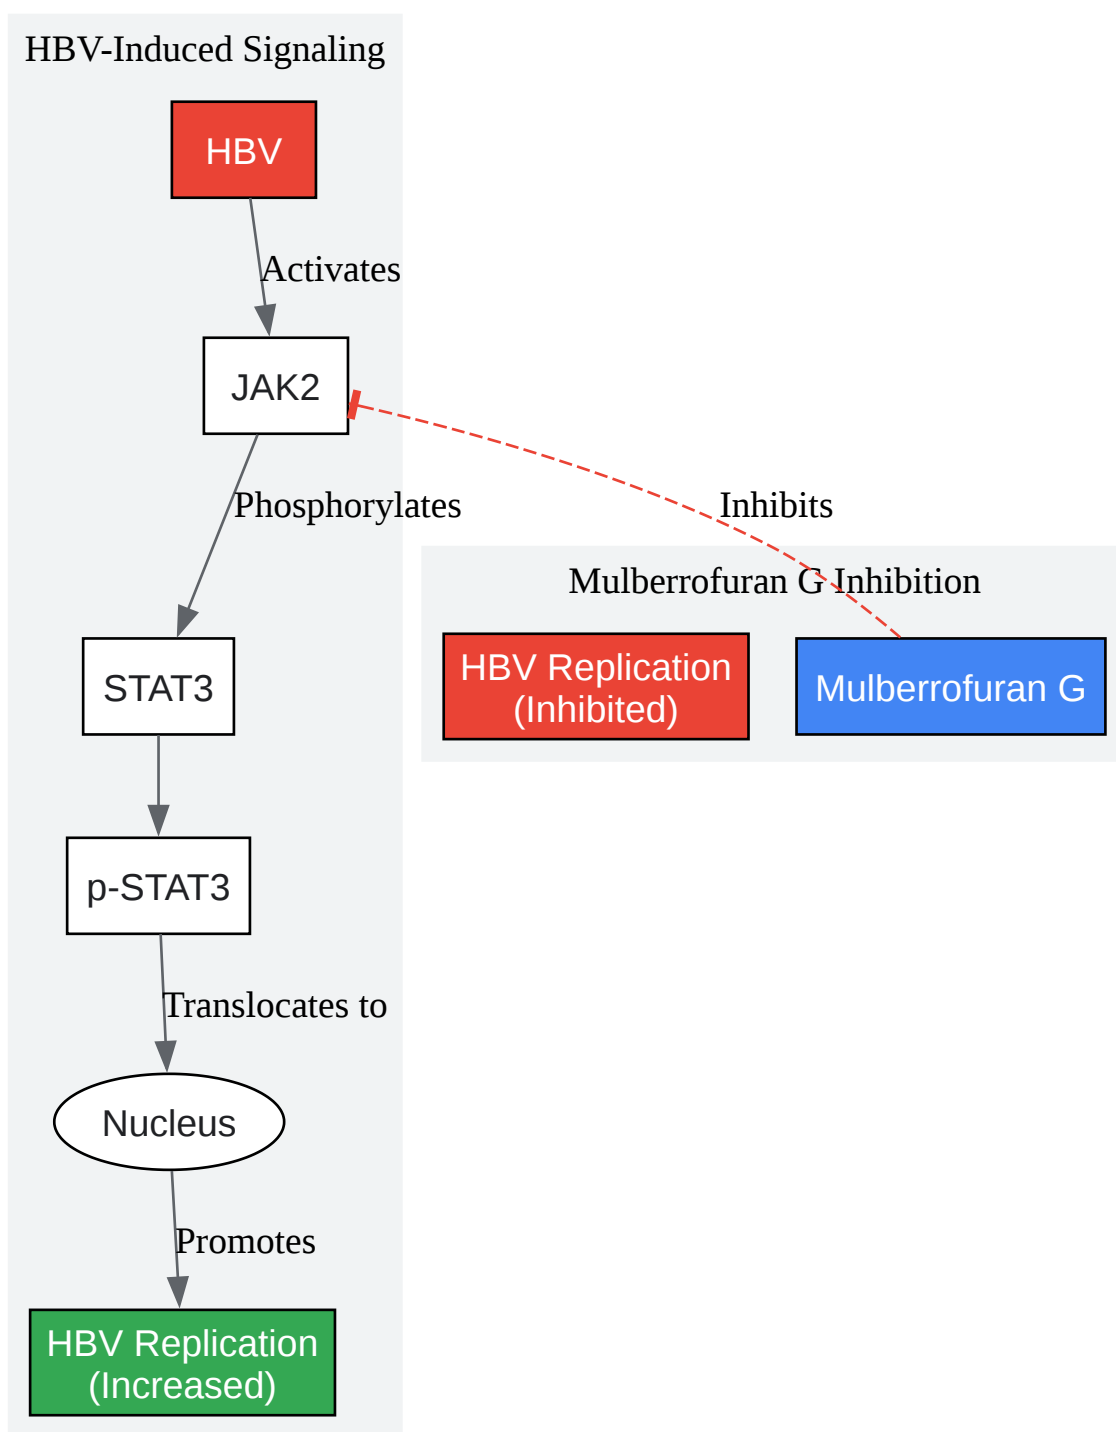 HBV-Induced Signaling
HBV
Activates
JAK2
Phosphorylates
Inhibits
Mulberrofuran G Inhibition
STAT3
HBV Replication
(Inhibited)
Mulberrofuran G
p-STAT3
Translocates to
Nucleus
Promotes
HBV Replication
(Increased)